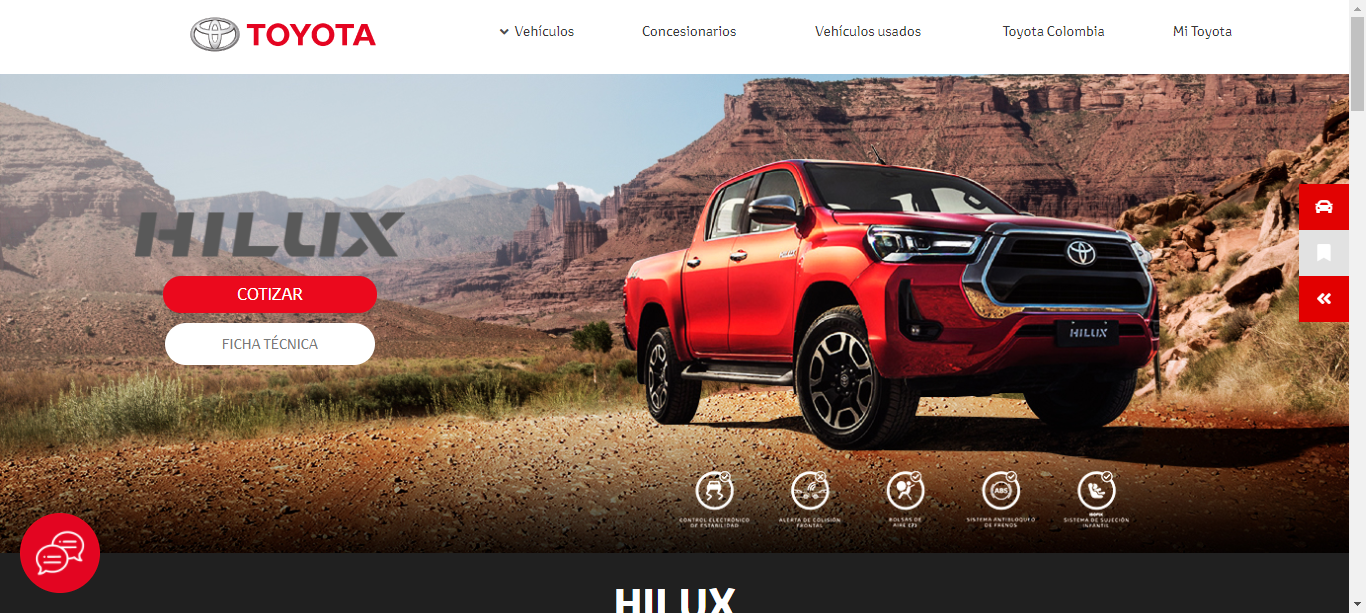 TOYOTA
Vehículos
Concesionarios
Vehículos usados
Toyota Colombia
Mi Toyota
HILUX
COTIZAR
FICHA TÉCNICA
HILUX
CONTROL ELECTRÓNICO
DE ESTABILIDAD
ALERTA DE COLISIÓN
FRONTAL
BOLSAS DE
AIRE
ABS
SISTEMA ANTIBLOQUEO
DE FRENOS
ISOFIX
SISTEMA DE SUJECIÓN
INFANTIL
HILUX